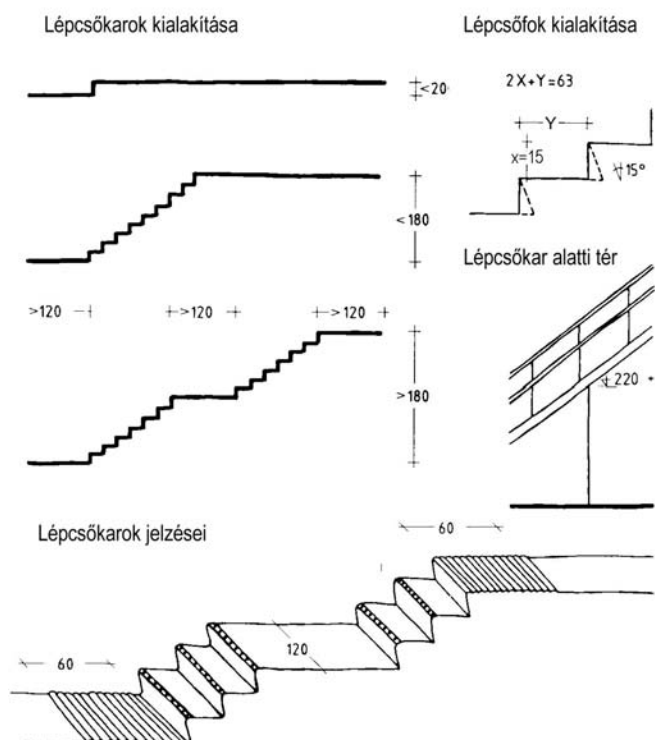 Lépcsőkarok kialakítása
<20
<180
>120
>120
>120
>180
Lépcsőfok kialakítása
2X+Y=63
Y
x=15
15°
Lépcsőkar alatti tér
220
Lépcsőkarok jelzései
60
60
120